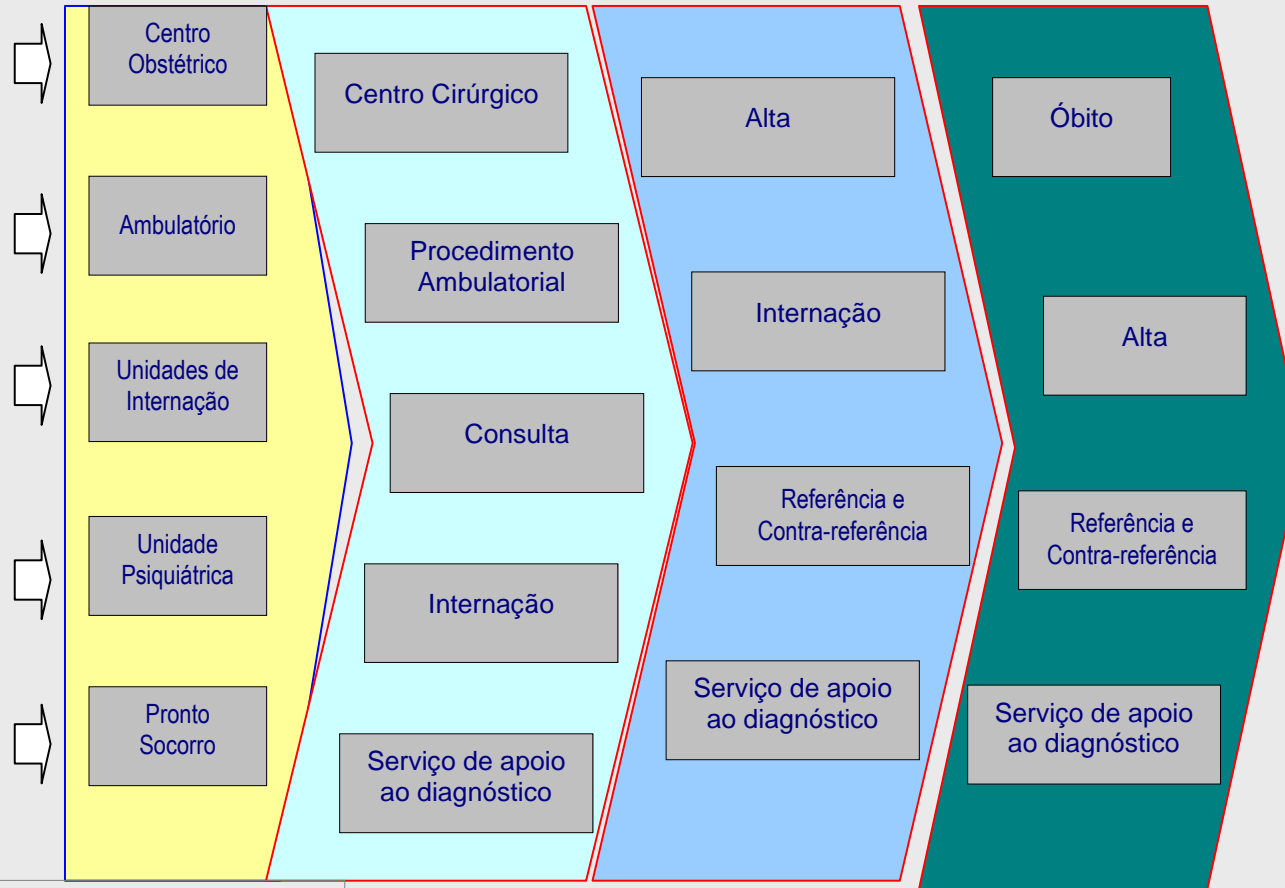 Centro
Obstétrico
Ambulatório
Unidades de
Internação
Unidade
Psiquiátrica
Pronto
Socorro
Centro Cirúrgico
Procedimento
Ambulatorial
Consulta
Internação
Serviço de apoio
ao diagnóstico
Alta
Internação
Referência e
Contra-referência
Serviço de apoio
ao diagnóstico
Óbito
Alta
Referência e
Contra-referência
Serviço de apoio
ao diagnóstico